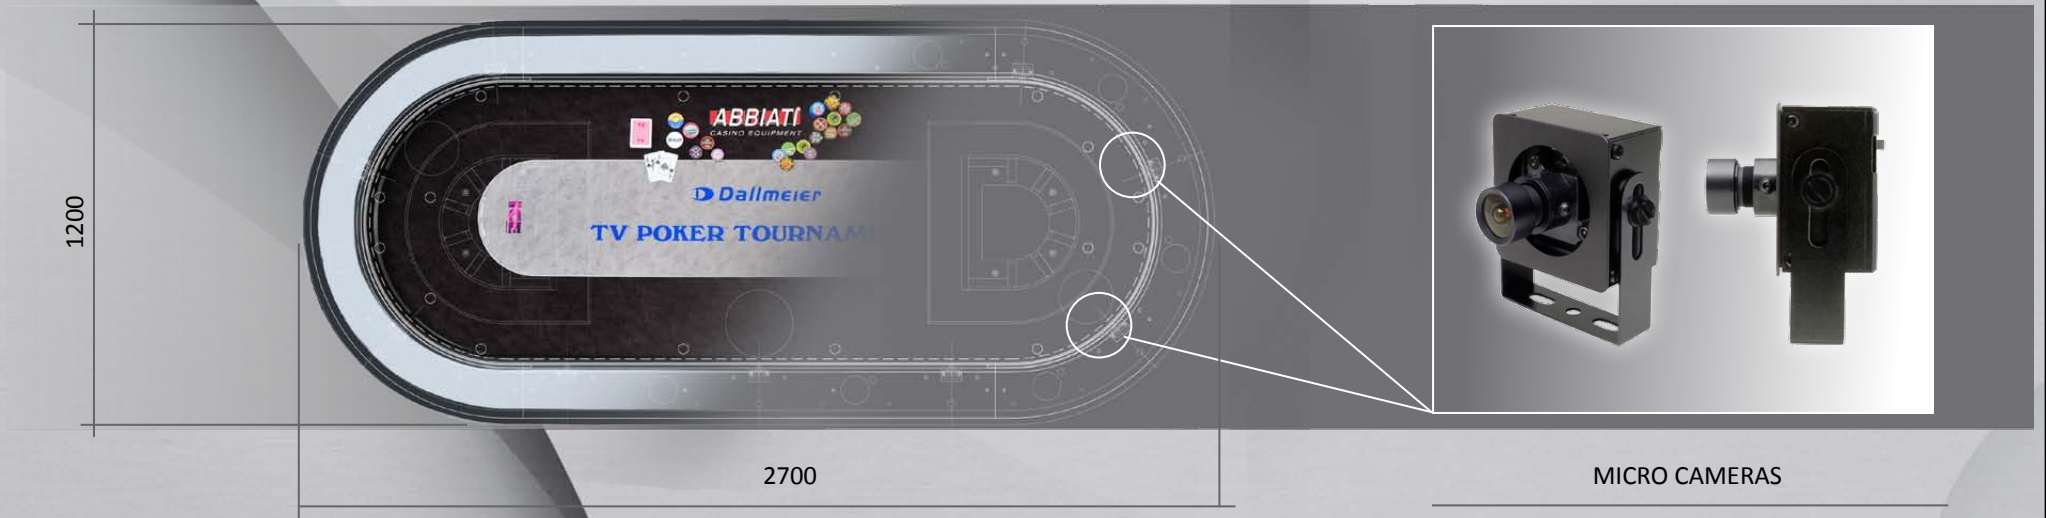 1200
ABBIATI
CASINO EQUIPMENT
Dallmeier
TV POKER TOURNAM
2700
MICRO CAMERAS